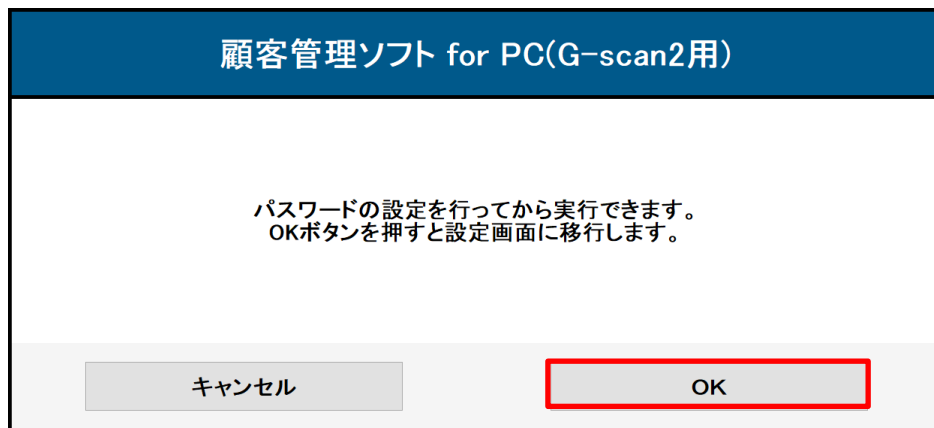 顧客管理ソフト for PC(G-scan2用)
パスワードの設定を行ってから実行できます。
OKボタンを押すと設定画面に移行します。
キャンセル
OK